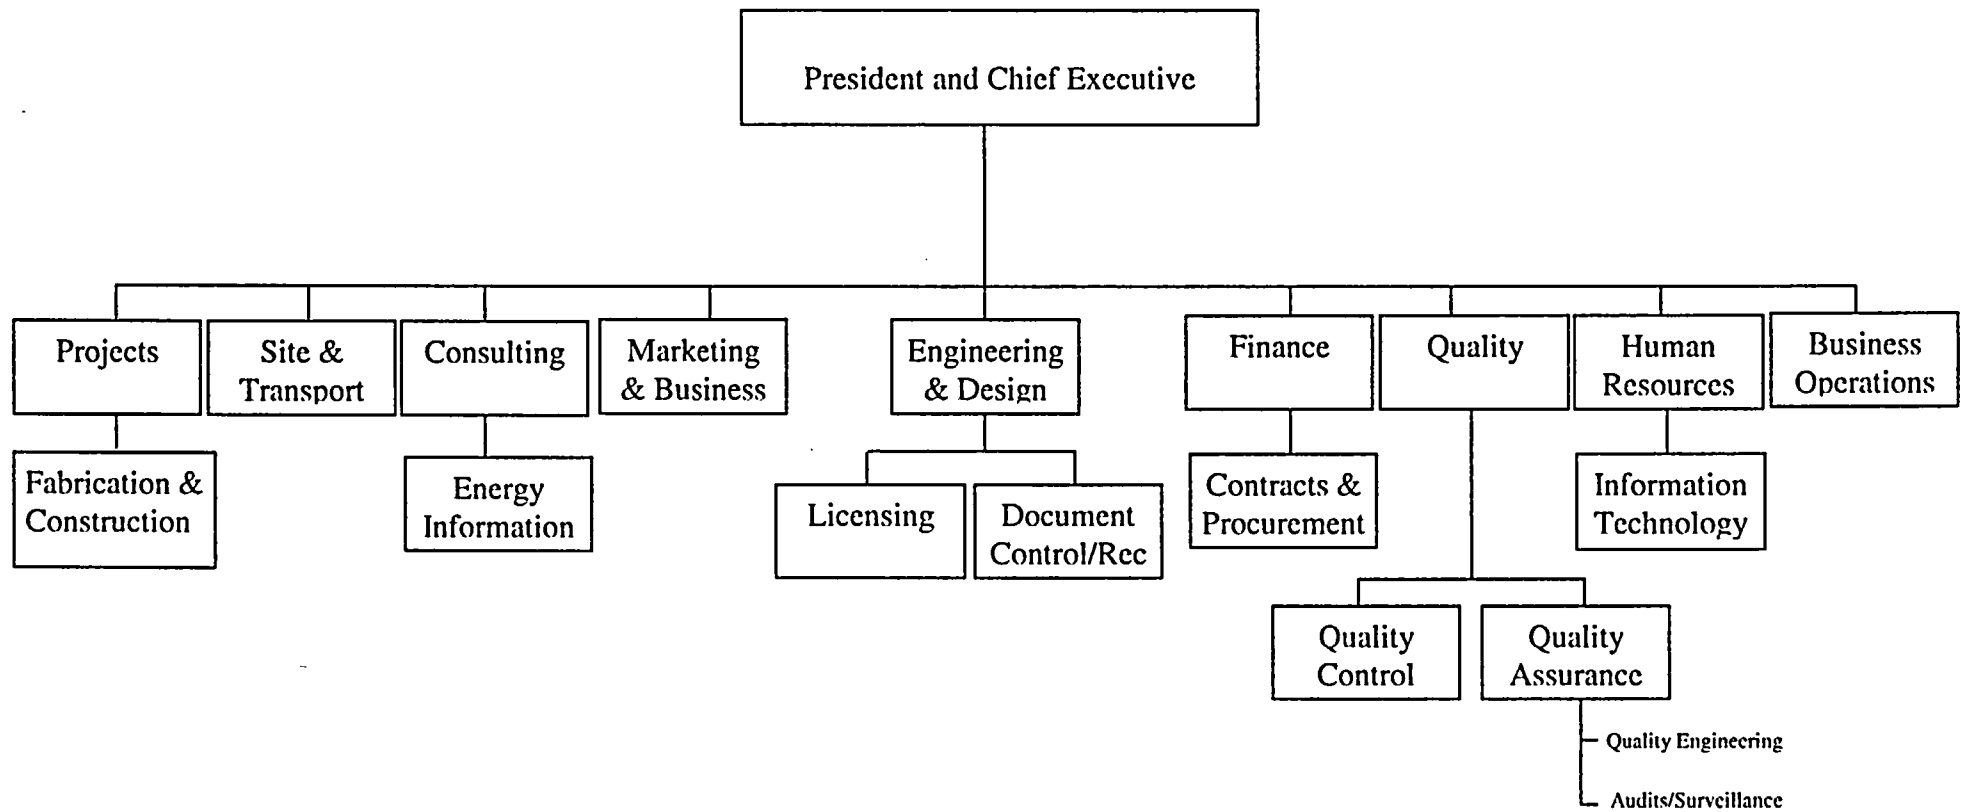 President and Chief Executive
Projects
Site &
Transport
Consulting
Marketing
& Business
Engineering
& Design
Finance
Quality
Human
Resources
Business
Operations
Fabrication &
Construction
Energy
Information
Licensing
Document
Control/Rec
Contracts &
Procurement
Information
Technology
Quality
Control
Quality
Assurance
Quality Engineering
Audits/Surveillance